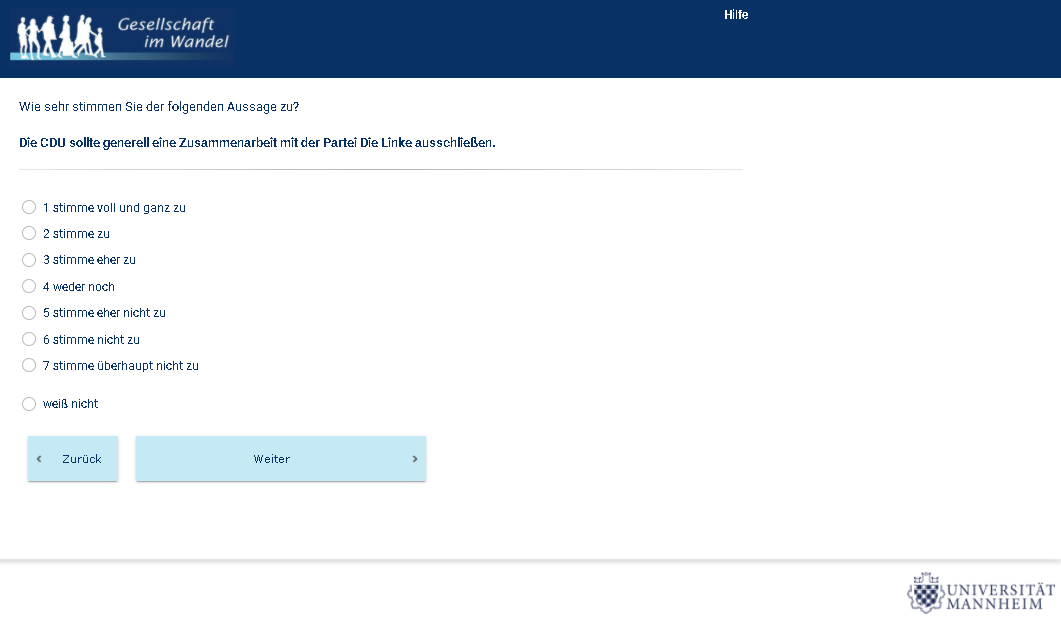 Gesellschaft
im Wandel
Hilfe
Wie sehr stimmen Sie der folgenden Aussage zu?
Die CDU sollte generell eine Zusammenarbeit mit der Partei Die Linke ausschließen.
1 stimme voll und ganz zu
2 stimme zu
3 stimme eher zu
4 weder noch
5 stimme eher nicht zu
6 stimme nicht zu
7 stimme überhaupt nicht zu
weiß nicht
Zurück
Weiter
UNIVERSITÄT
MANNHEIM